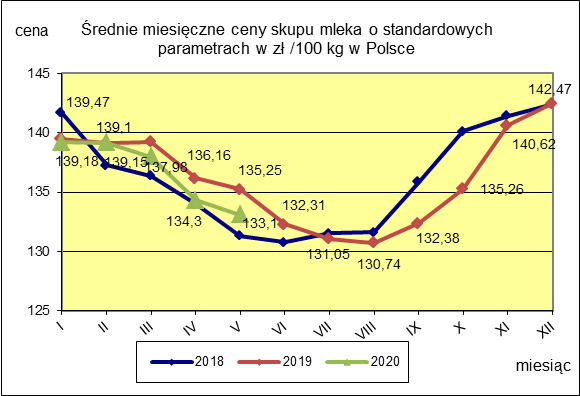 cena
Średnie miesięczne ceny skupu mleka o standardowych
parametrach w zł /100 kg w Polsce
145
140
135
130
125
139,47
139,1
139,18
139,15
137,98
136,16
135,25
134,3
133,1
132,31
131,05
130,74
132,38
135,26
140,62
142,47
I
II
III
IV
V
VI
VII
VIII
IX
X
XI
XII
2018
2019
2020
miesiąc